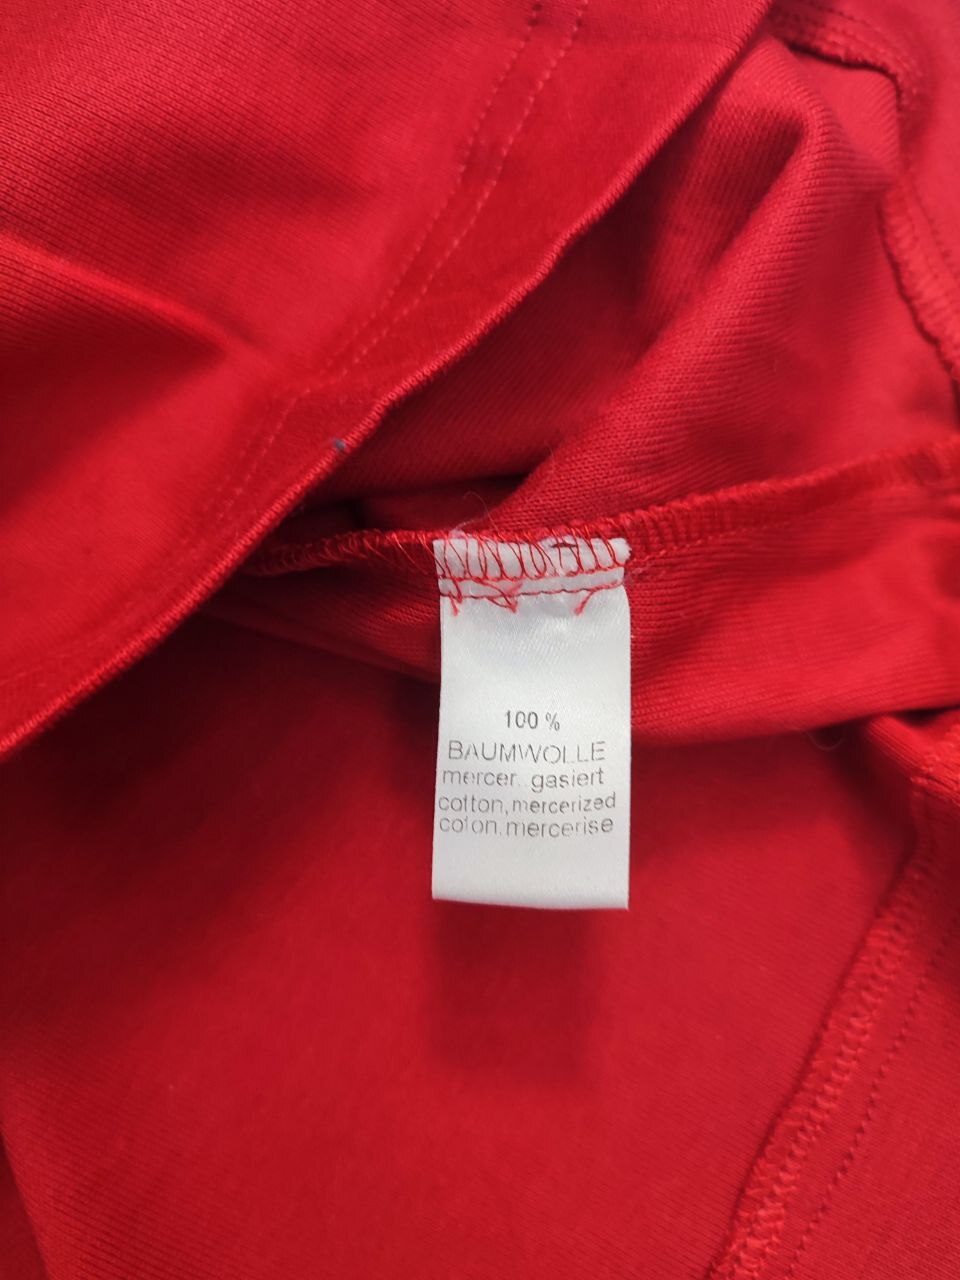 100 %
BAUMWOLLE
mercer. gasiert
cotton, mercerized
coton. mercerise